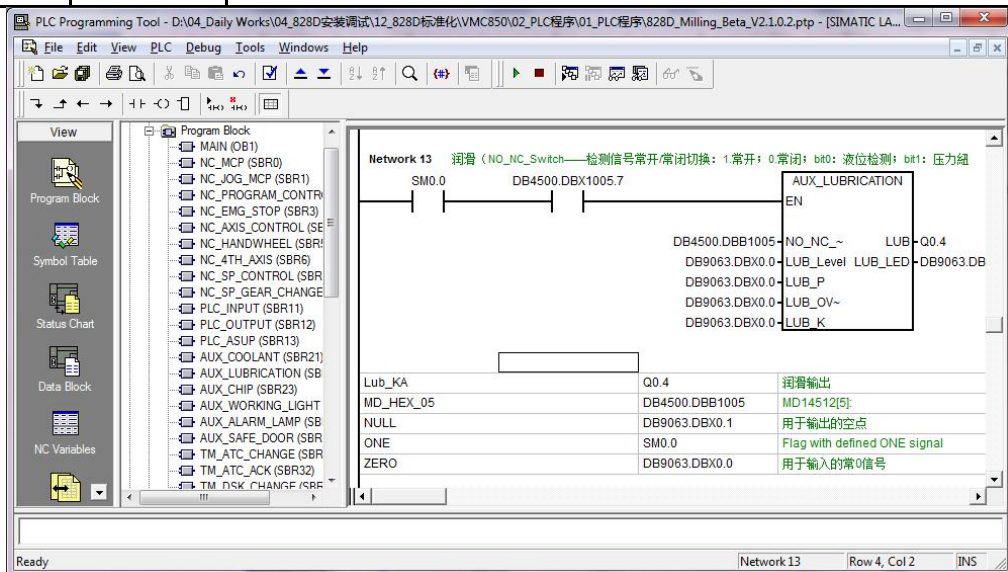 PLC Programming Tool - D:\04_Daily Works\04_828D安装调试\12_828D标准化\VMC850\02_PLC程序\01_PLC程序\828D_Milling_Beta_V2.1.0.2.ptp - [SIMATIC LA...
File Edit View PLC Debug Tools Windows Help
View
Program Block
Symbol Table
Status Chart
Data Block
NC Variables
Program Block
MAIN (OB1)
NC_MCP (SBR0)
NC_JOG_MCP (SBR1)
NC_PROGRAM_CONTR
NC_EMG_STOP (SBR3)
NC_AXIS_CONTROL (SE
NC_HANDWHEEL (SBR
NC_4TH_AXIS (SBR6)
NC_SP_CONTROL (SBR
NC_SP_GEAR_CHANGE
PLC_INPUT (SBR11)
PLC_OUTPUT (SBR12)
PLC_ASUP (SBR13)
AUX_COOLANT (SBR21)
AUX_LUBRICATION (SB
AUX_CHIP (SBR23)
AUX_WORKING_LIGHT
AUX_ALARM_LAMP (SB
AUX_SAFE_DOOR (SBR
TM_ATC_CHANGE (SBR
TM_ATC_ACK (SBR32)
TM_DSK_CHANGE (SBR
Network 13 润滑（NO_NC_Switch——检测信号常开/常闭切换：1.常开；0.常闭；bit0：液位检测；bit1：压力
SM0.0 DB4500.DBX1005.7 AUX_LUBRICATION
EN
DB4500.DBB1005 NO_NC_~ LUB Q0.4
DB9063.DBX0.0 LUB_Level LUB_LED DB9063.DB
DB9063.DBX0.0 LUB_P
DB9063.DBX0.0 LUB_OV~
DB9063.DBX0.0 LUB_K
Lub_KA Q0.4 润滑输出
MD_HEX_05 DB4500.DBB1005 MD14512[5]:
NULL DB9063.DBX0.1 用于输出的空点
ONE SM0.0 Flag with defined ONE signal
ZERO DB9063.DBX0.0 用于输入的常0信号
Ready Network 13 Row 4, Col 2 INS